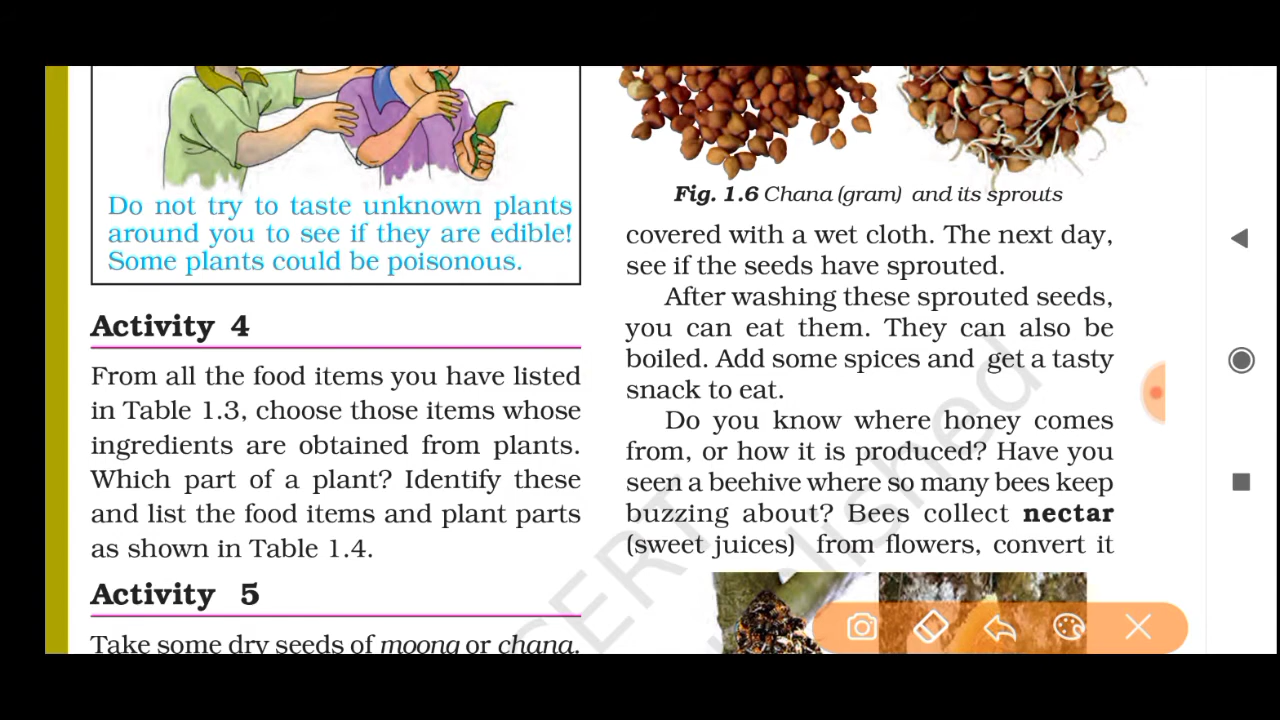 Do not try to taste unknown plants
around you to see if they are edible!
Some plants could be poisonous.
Activity 4
From all the food items you have listed
in Table 1.3, choose those items whose
ingredients are obtained from plants.
Which part of a plant? Identify these
and list the food items and plant parts
as shown in Table 1.4.
Activity 5
Take some dry seeds of moong or chana.
Fig. 1.6 Chana (gram) and its sprouts
covered with a wet cloth. The next day,
see if the seeds have sprouted.
After washing these sprouted seeds,
you can eat them. They can also be
boiled. Add some spices and get a tasty
snack to eat.
Do you know where honey comes
from, or how it is produced? Have you
seen a beehive where so many bees keep
buzzing about? Bees collect nectar
(sweet juices) from flowers, convert it